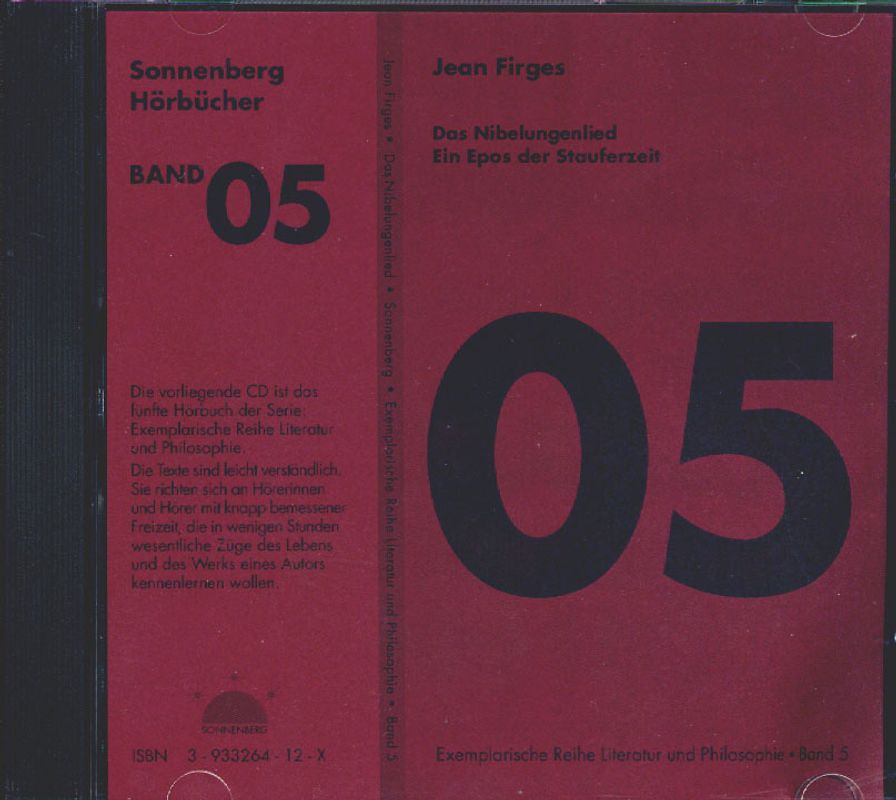 Sonnenberg
Hörbücher
BAND 05
Die vorliegende CD ist das
fünfte Hörbuch der Serie:
Exemplarische Reihe Literatur
und Philosophie.
Die Texte sind leicht verständlich.
Sie richten sich an Hörerinnen
und Hörer mit knapp bemessener
Freizeit, die in wenigen Stunden
wesentliche Züge des Lebens
und des Werks eines Autors
kennenlernen wollen.
SONNENBERG
ISBN 3 - 933264 - 12 - X
Jean Firges • Das Nibelungenlied • Sonnenberg • Exemplarische Reihe Literatur und Philosophie • Band 5
Jean Firges
Das Nibelungenlied
Ein Epos der Stauferzeit
05
Exemplarische Reihe Literatur und Philosophie • Band 5